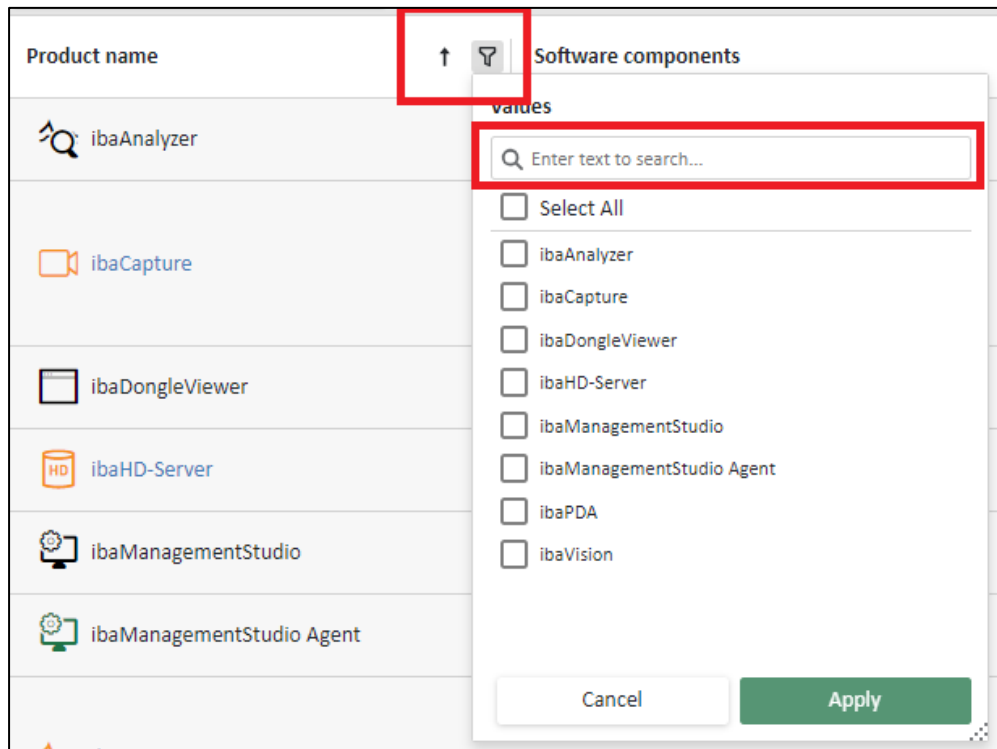 Product name
Software components
Values
ibaAnalyzer
Enter text to search...
Select All
ibaAnalyzer
ibaCapture
ibaCapture
ibaDongleViewer
ibaDongleViewer
ibaHD-Server
HD
ibaHD-Server
ibaManagementStudio
ibaManagementStudio Agent
ibaPDA
ibaManagementStudio
ibaVision
ibaManagementStudio Agent
Cancel
Apply